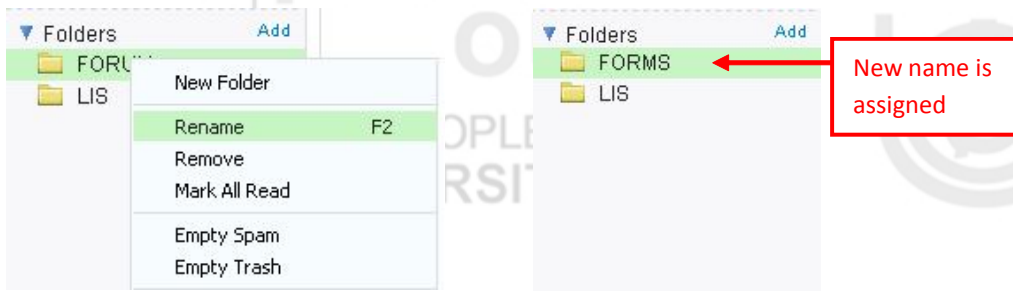 Folders Add
LIS
New Folder
Rename F2
Remove
Mark All Read
Empty Spam
Empty Trash
Folders Add
FORMS
LIS
New name is
assigned